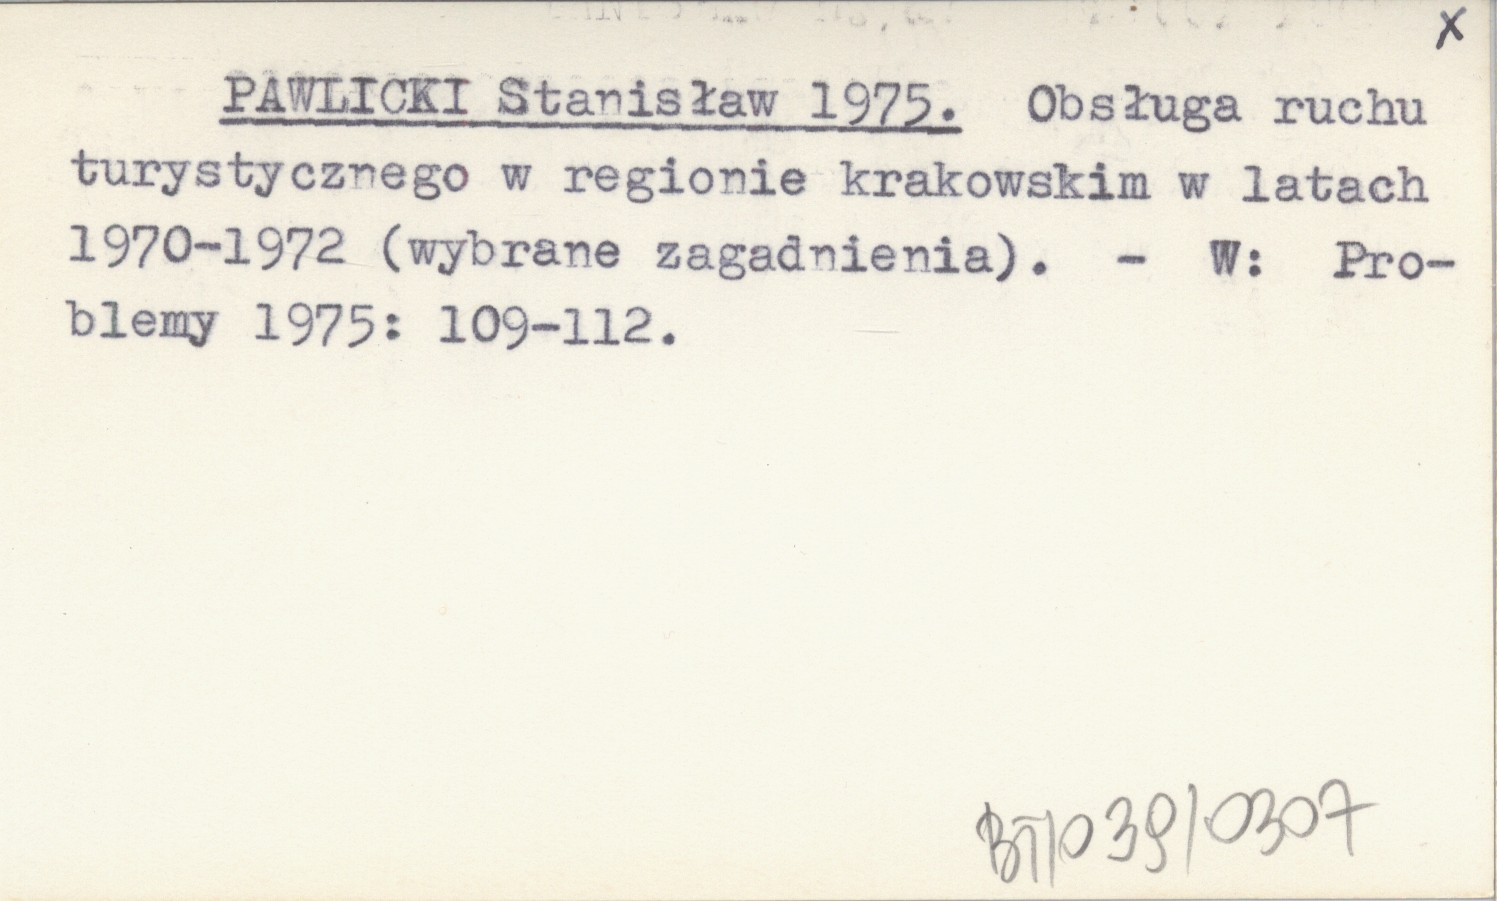 x
PAWLICKI Stanisław 1975. Obsługa ruchu
turystycznego w regionie krakowskim w latach
1970-1972 (wybrane zagadnienia). - W: Pro-
blemy 1975: 109-112.
BT/039/0307